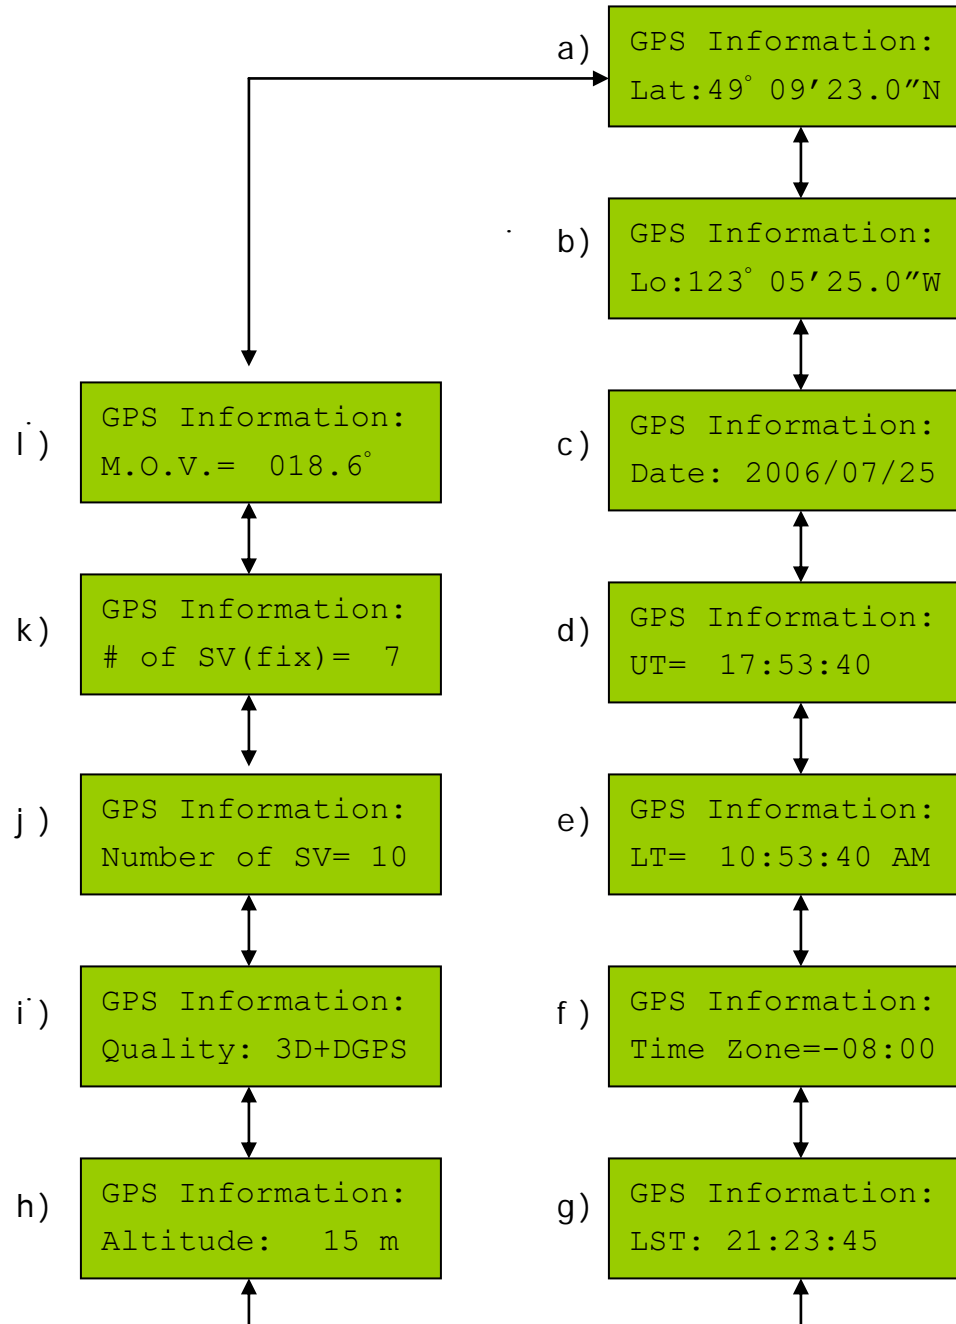 a)
GPS Information:
Lat:49° 09′23.0″N
b)
GPS Information:
Lo:123° 05′25.0″W
c)
GPS Information:
Date: 2006/07/25
d)
GPS Information:
UT= 17:53:40
e)
GPS Information:
LT= 10:53:40 AM
f)
GPS Information:
Time Zone=-08:00
g)
GPS Information:
LST: 21:23:45
h)
GPS Information:
Altitude: 15 m
i)
GPS Information:
Quality: 3D+DGPS
j)
GPS Information:
Number of SV= 10
k)
GPS Information:
# of SV(fix)= 7
l)
GPS Information:
M.O.V.= 018.6°